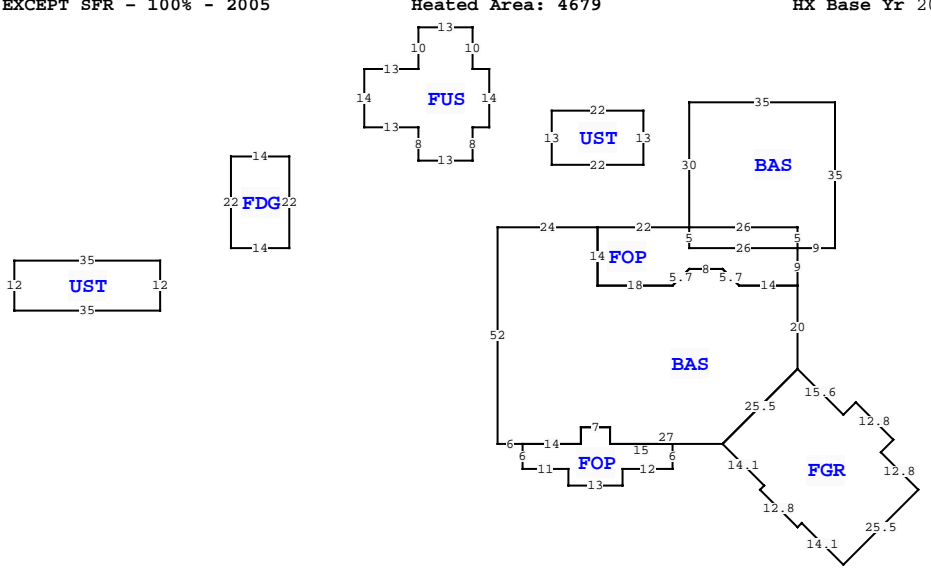 EXCEPT SFR – 100% - 2005 Heated Area: 4679 HX Base Yr 20
13
10 10
13
14 FUS 14
13
8 8
13
22
13 UST 13
22
35
30 BAS 35
14
22 FDG 22
14
35
12 UST 12
35
24 22 26 5
5 26 9
14 FOP
9
18 5.7 8 5.7 14
52
20
BAS
15.6
25.5
12.8
7
6 14 15 27
6 FOP 6
11 12
13
14.1 FGR 12.8
12.8
25.5
14.1